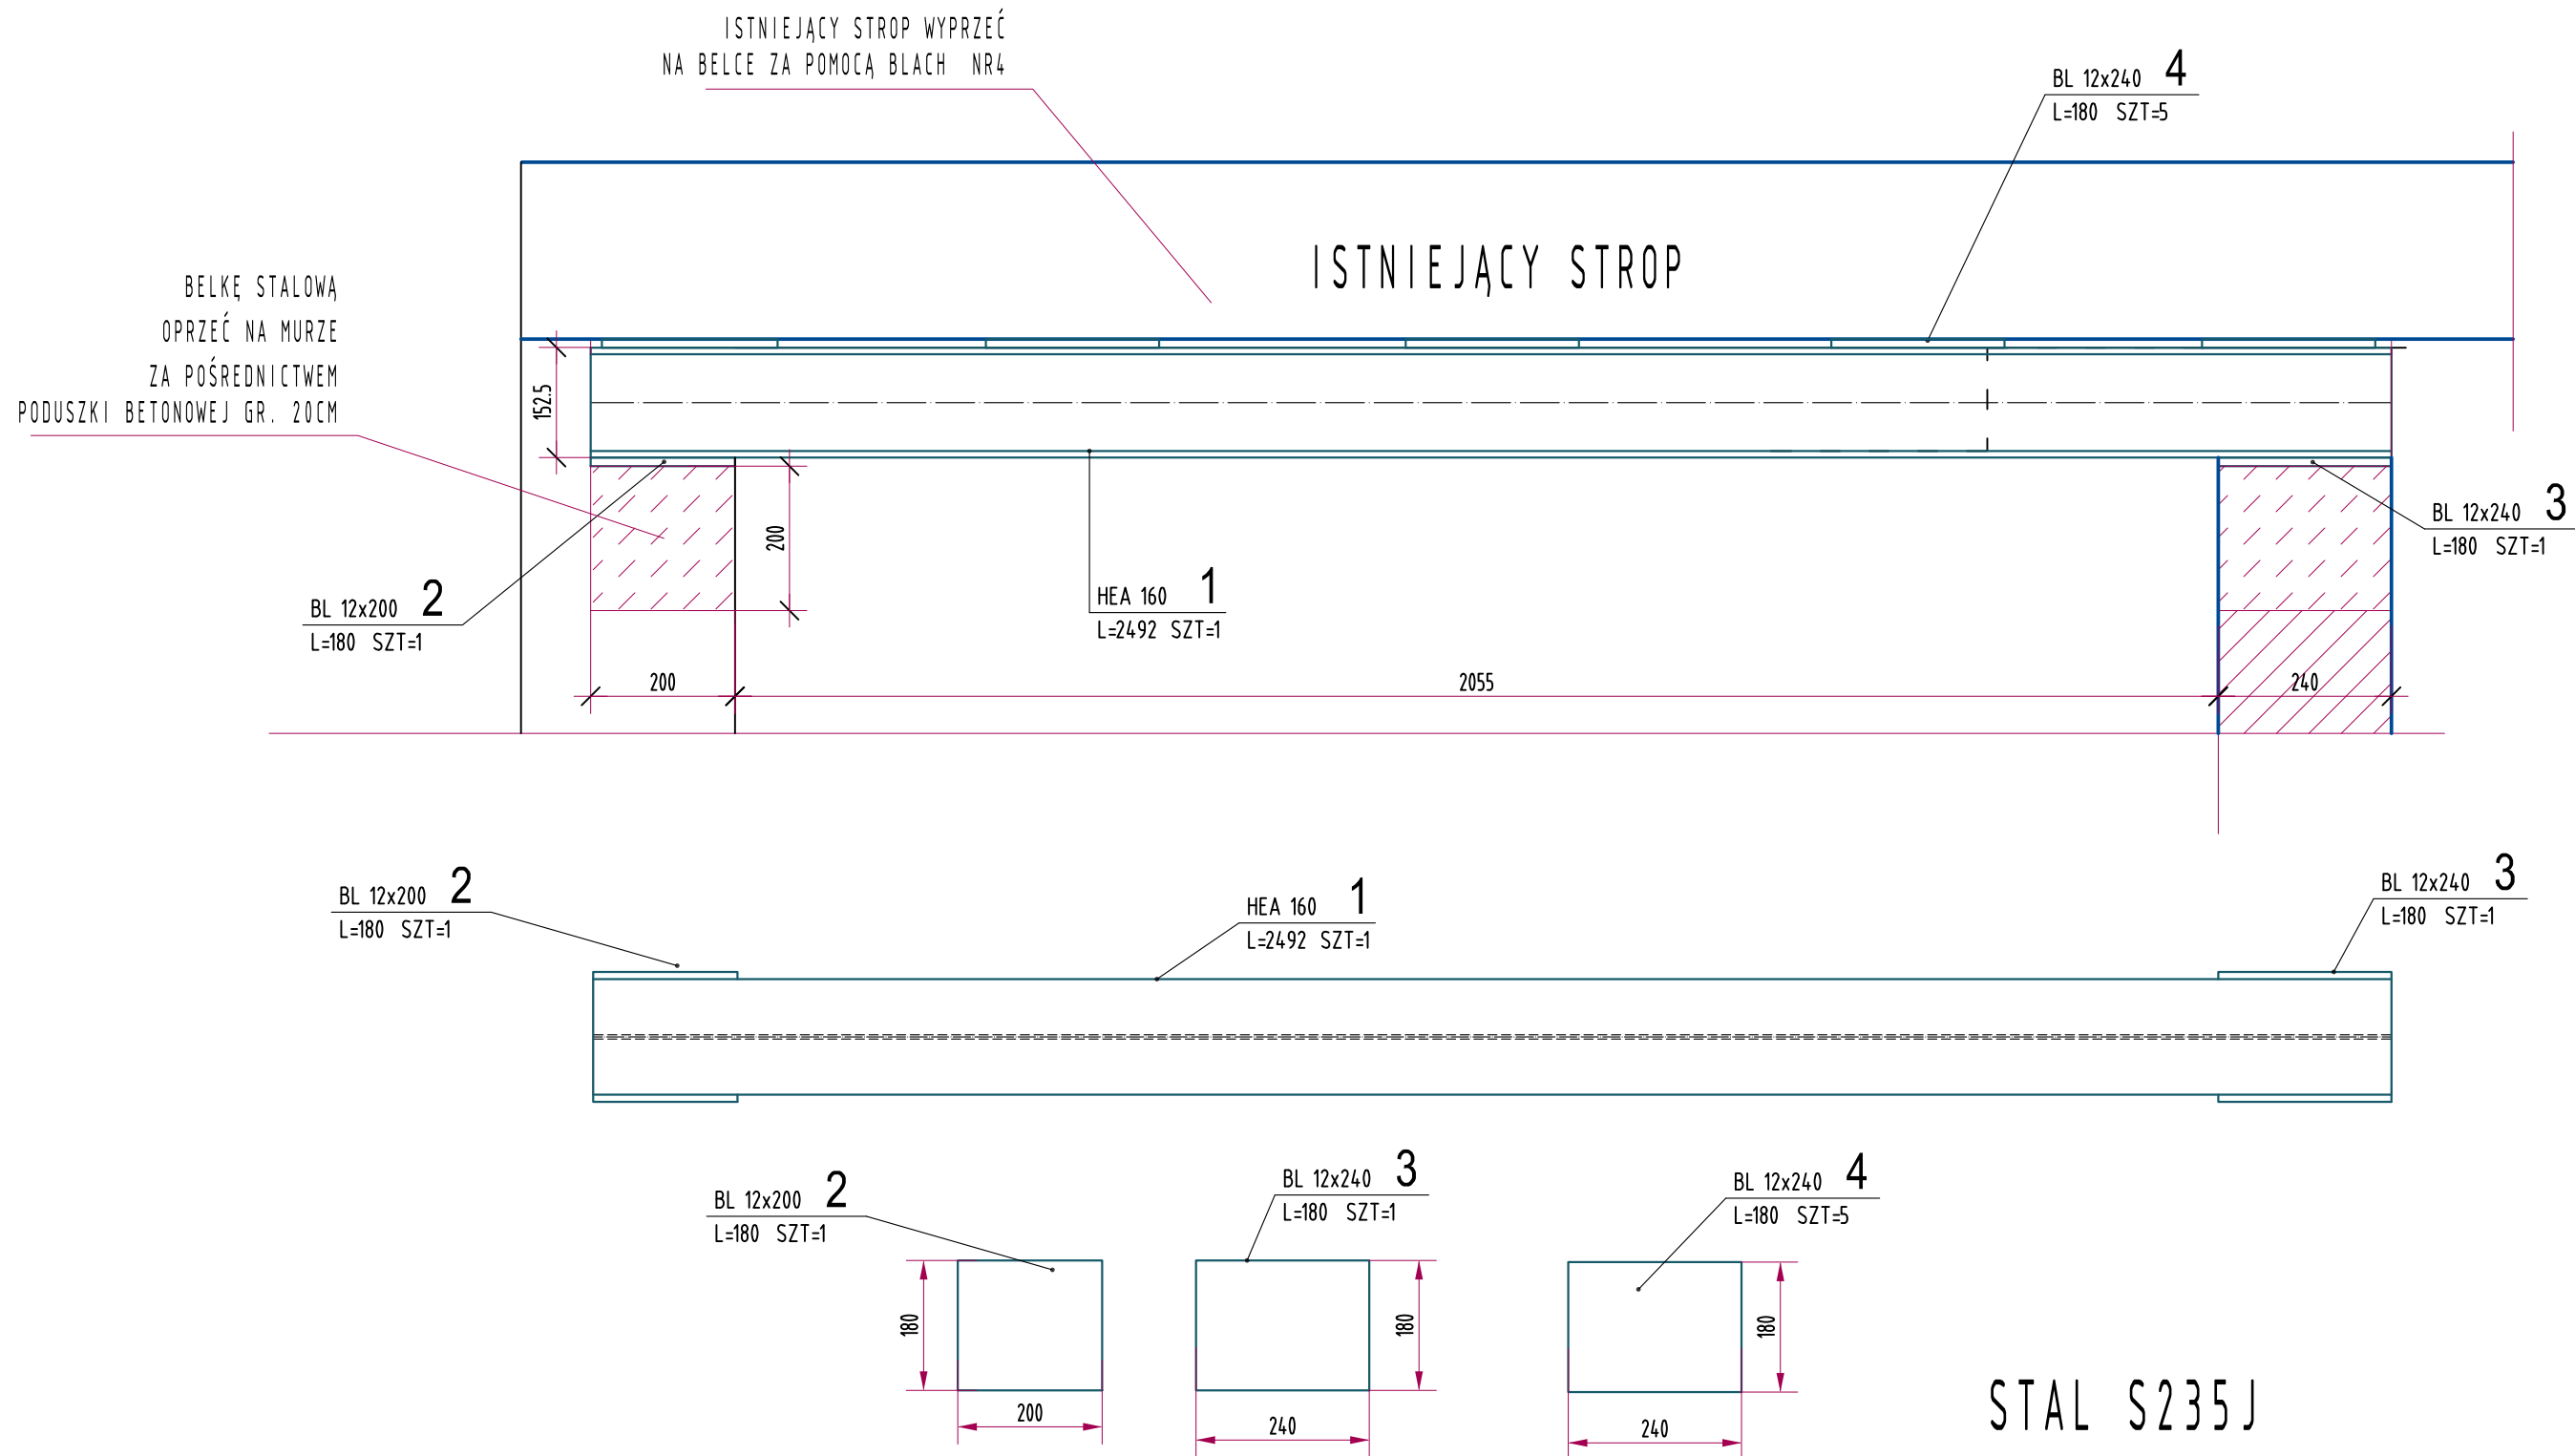 ISTNIEJĄCY STROP WYPRZEĆ
NA BELCE ZA POMOCĄ BLACH NR4
BL 12x240 4
L=180 SZT=5
ISTNIEJĄCY STROP
BELKĘ STALOWĄ
OPRZEĆ NA MURZE
ZA POŚREDNICTWEM
PODUSZKI BETONOWEJ GR. 20CM
152.5
200
BL 12x240 3
L=180 SZT=1
BL 12x200 2
L=180 SZT=1
HEA 160 1
L=2492 SZT=1
200
2055
240
BL 12x200 2
L=180 SZT=1
HEA 160 1
L=2492 SZT=1
BL 12x240 3
L=180 SZT=1
BL 12x200 2
L=180 SZT=1
BL 12x240 3
L=180 SZT=1
BL 12x240 4
L=180 SZT=5
180
200
180
240
180
240
STAL S235J